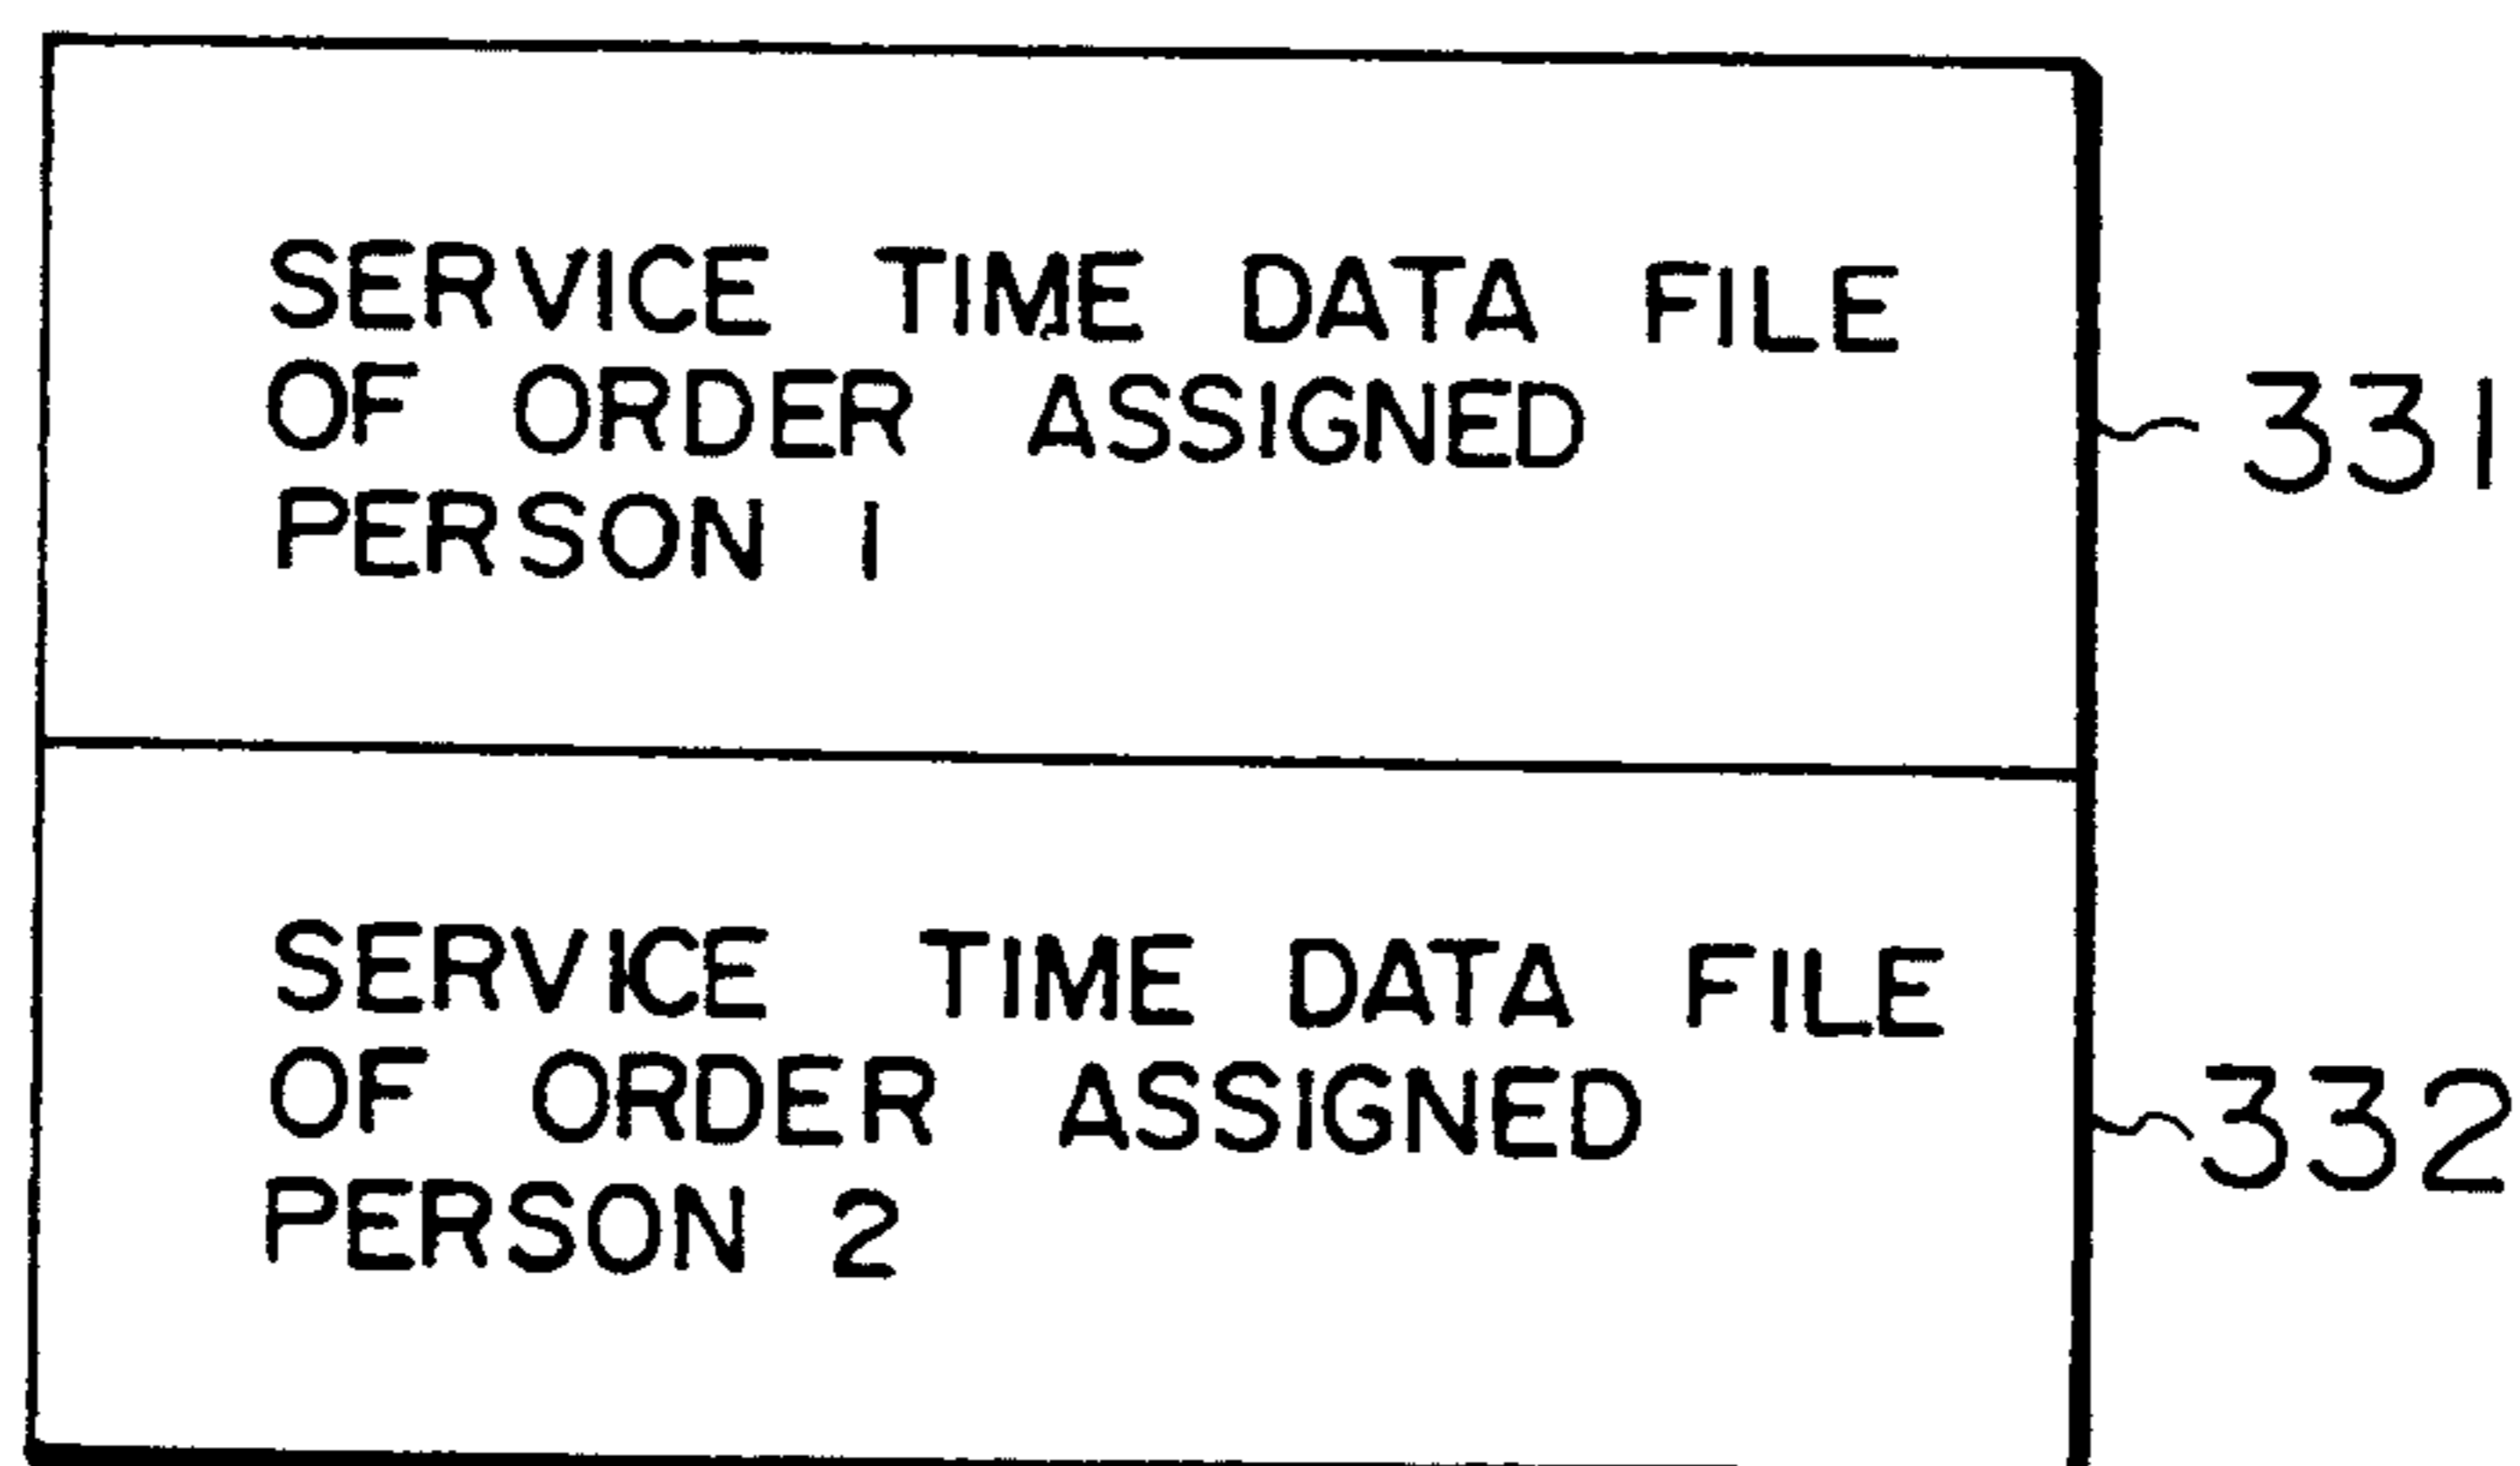 SERVICE TIME DATA FILE
OF ORDER ASSIGNED
PERSON 1
331
SERVICE TIME DATA FILE
OF ORDER ASSIGNED
PERSON 2
332